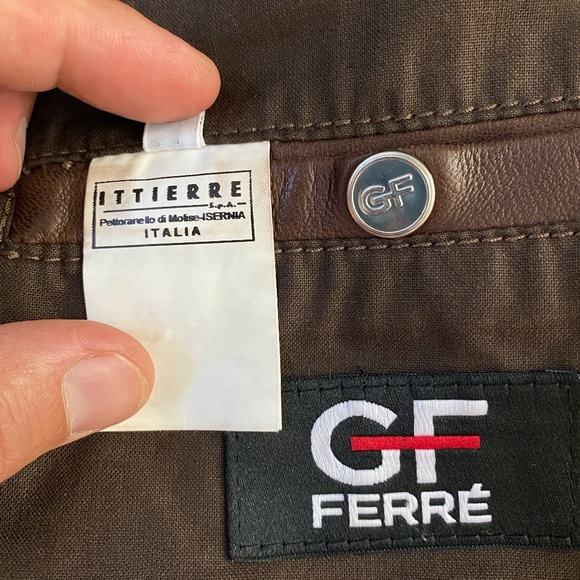 ITTIERRE
S.p.A.
Pettoranello di Molise-ISERNIA
ITALIA
GF
GF
FERRÉ